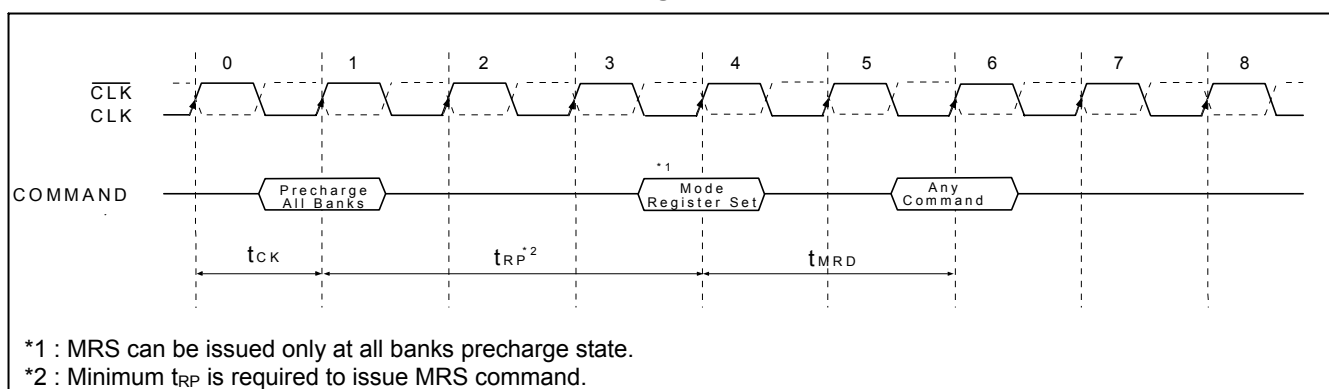 0 1 2 3 4 5 6 7 8
CLK
CLK
COMMAND
Precharge
All Banks
*1
Mode
Register Set
Any
Command
tCK
tRP*2
tMRD
*1 : MRS can be issued only at all banks precharge state.
*2 : Minimum tRP is required to issue MRS command.